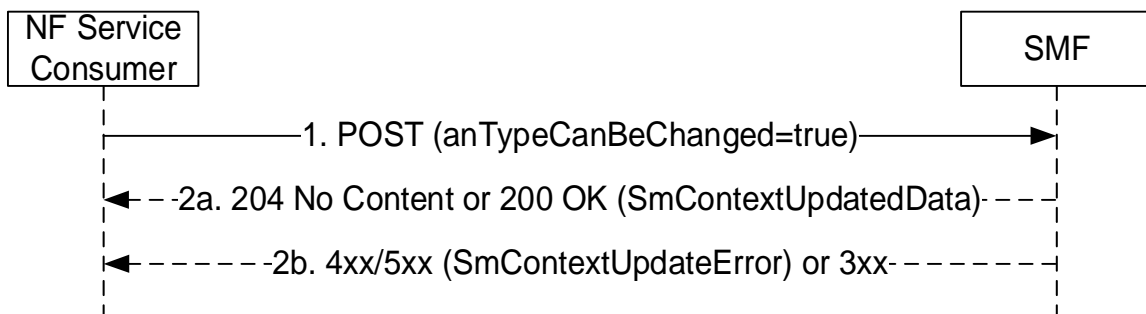 NF Service
Consumer
SMF
1. POST (anTypeCanBeChanged=true)
2a. 204 No Content or 200 OK (SmContextUpdatedData)
2b. 4xx/5xx (SmContextUpdateError) or 3xx